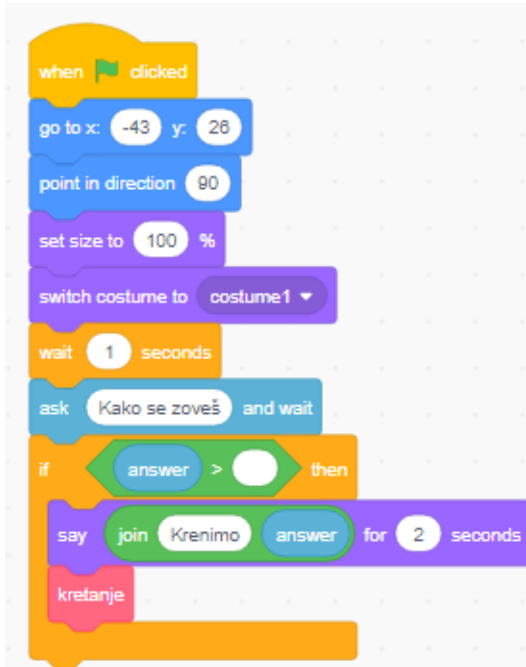 when clicked
go to x: -43 y: 26
point in direction 90
set size to 100 %
switch costume to costume1
wait 1 seconds
ask Kako se zoveš and wait
if answer > then
say join Krenimo answer for 2 seconds
kretanje